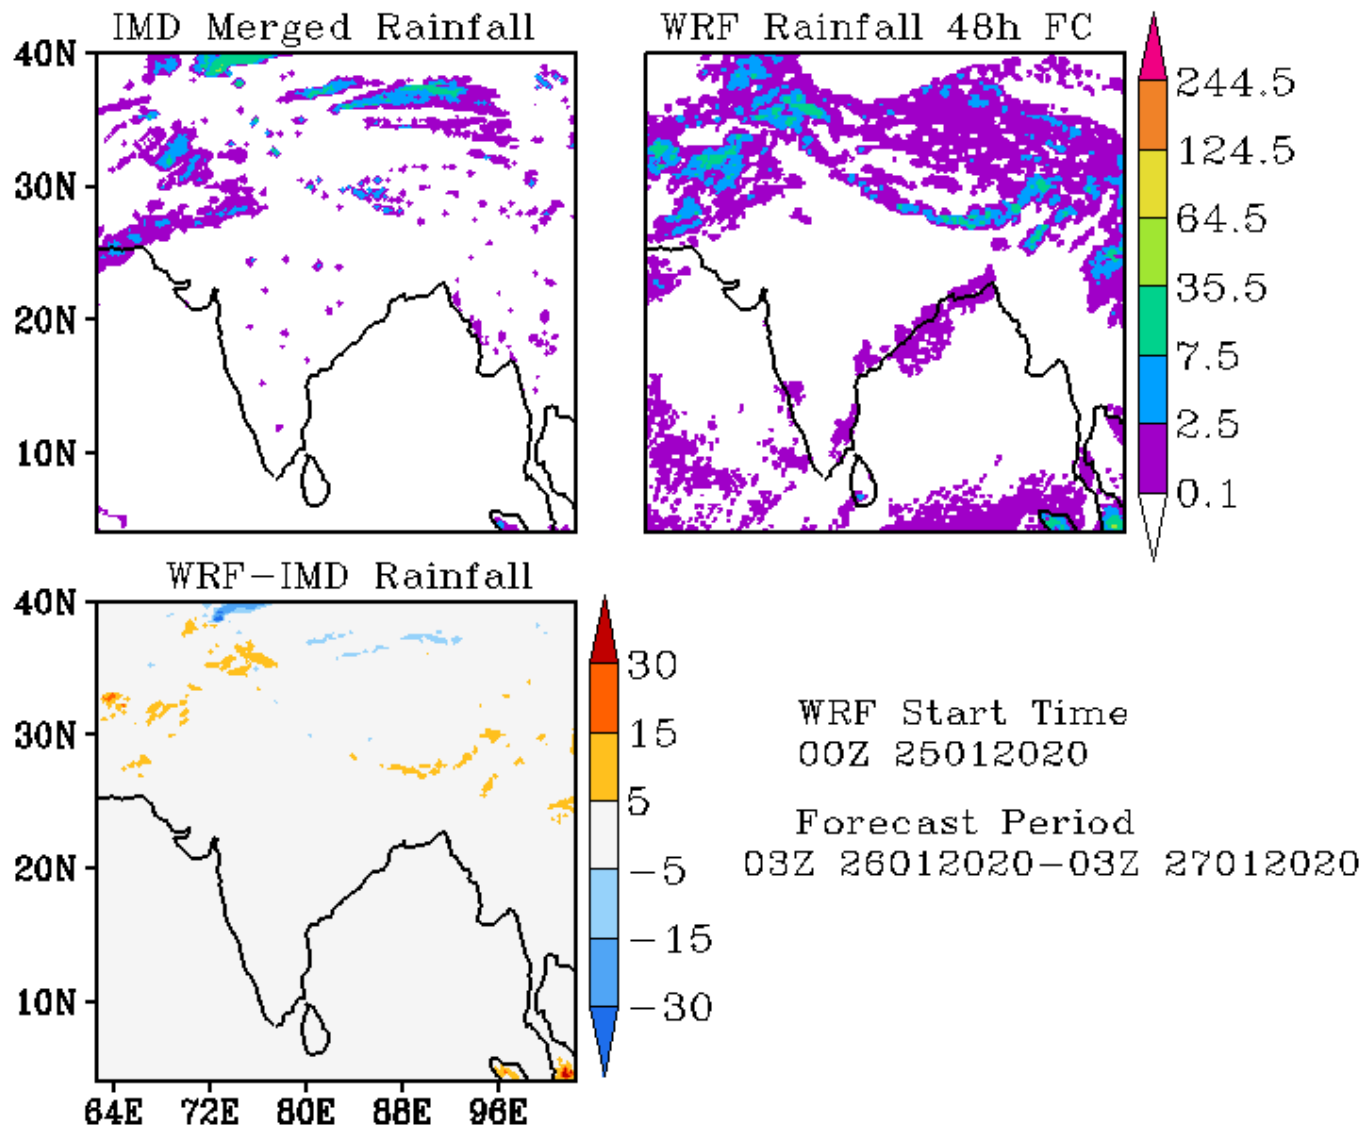 IMD Merged Rainfall
WRF Rainfall 48h FC
40N
30N
20N
10N
244.5
124.5
64.5
35.5
7.5
2.5
0.1
WRF-IMD Rainfall
40N
30N
20N
10N
64E 72E 80E 88E 96E
30
15
5
-5
-15
-30
WRF Start Time
00Z 25012020
Forecast Period
03Z 26012020-03Z 27012020